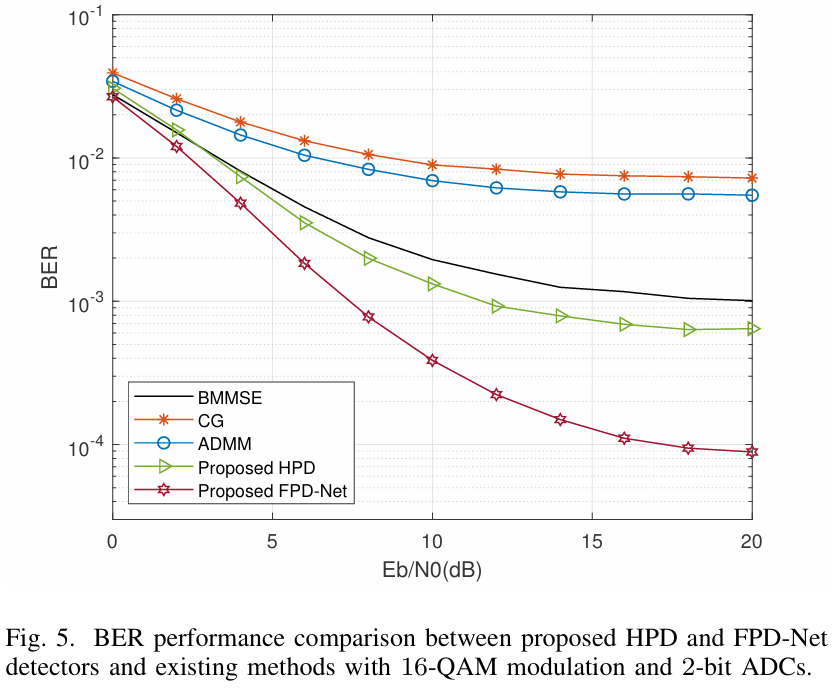 10^-1
10^-2
10^-3
10^-4
BER
BMMSE
CG
ADMM
Proposed HPD
Proposed FPD-Net
0 5 10 15 20
Eb/N0(dB)
Fig. 5. BER performance comparison between proposed HPD and FPD-Net
detectors and existing methods with 16-QAM modulation and 2-bit ADCs.